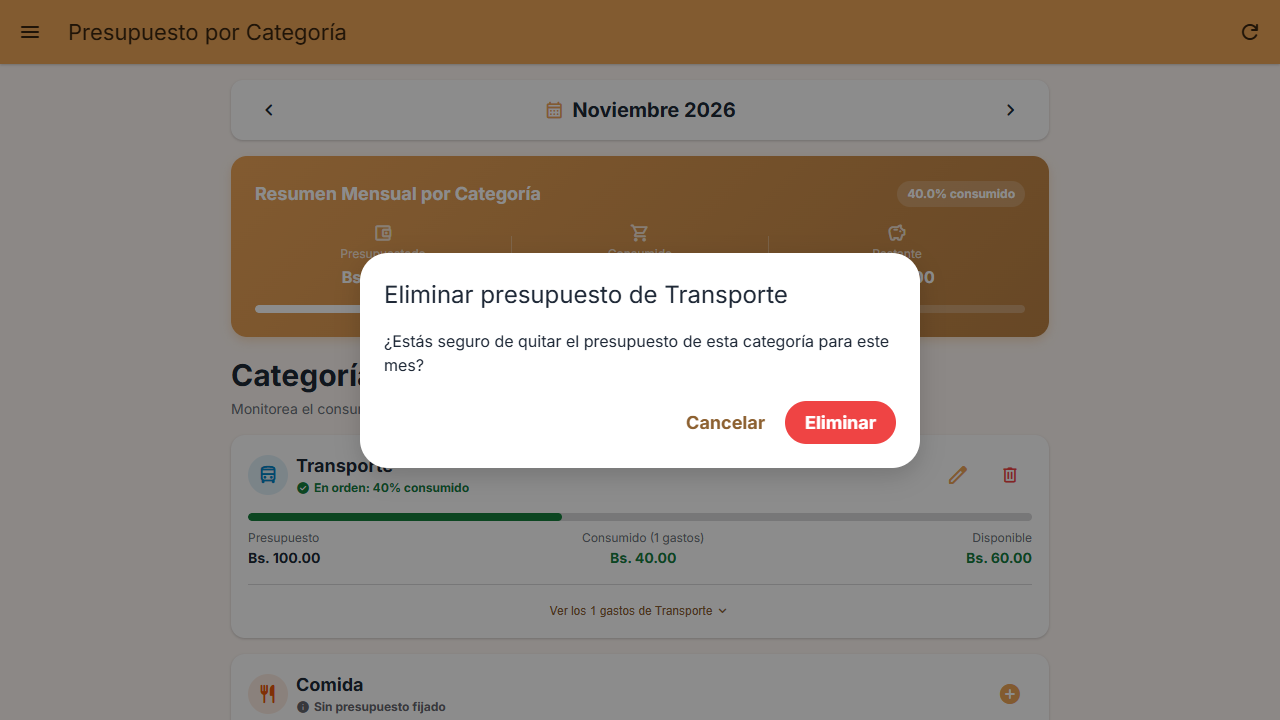 Presupuesto por Categoría
Noviembre 2026
Resumen Mensual por Categoría
40.0% consumido
Eliminar presupuesto de Transporte
¿Estás seguro de quitar el presupuesto de esta categoría para este
mes?
Cancelar
Eliminar
Monitorea el
Transporte
En orden: 40% consumido
Presupuesto
Consumido (1 gastos)
Disponible
Bs. 100.00
Bs. 40.00
Bs. 60.00
Ver los 1 gastos de Transporte
Comida
Sin presupuesto fijado